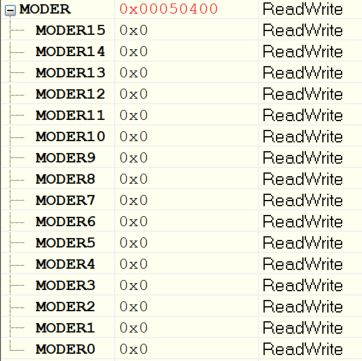 MODER 0x00050400 ReadWrite
MODER15 0x0 ReadWrite
MODER14 0x0 ReadWrite
MODER13 0x0 ReadWrite
MODER12 0x0 ReadWrite
MODER11 0x0 ReadWrite
MODER10 0x0 ReadWrite
MODER9 0x0 ReadWrite
MODER8 0x0 ReadWrite
MODER7 0x0 ReadWrite
MODER6 0x0 ReadWrite
MODER5 0x0 ReadWrite
MODER4 0x0 ReadWrite
MODER3 0x0 ReadWrite
MODER2 0x0 ReadWrite
MODER1 0x0 ReadWrite
MODER0 0x0 ReadWrite